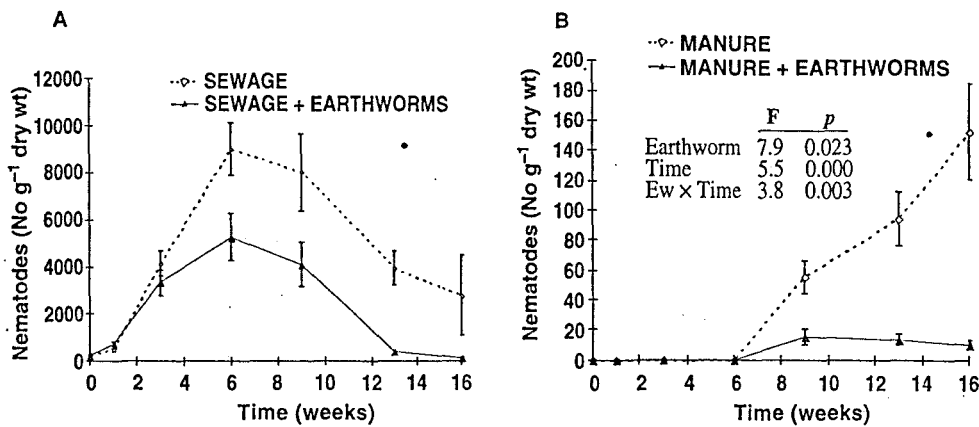 A
SEWAGE
SEWAGE + EARTHWORMS
12000
10000
8000
6000
4000
2000
0
Nematodes (No g⁻¹ dry wt)
0 2 4 6 8 10 12 14 16
Time (weeks)
B
MANURE
MANURE + EARTHWORMS
200
180
160
140
120
100
80
60
40
20
0
Nematodes (No g⁻¹ dry wt)
F p
Earthworm 7.9 0.023
Time 5.5 0.000
Ew × Time 3.8 0.003
0 2 4 6 8 10 12 14 16
Time (weeks)